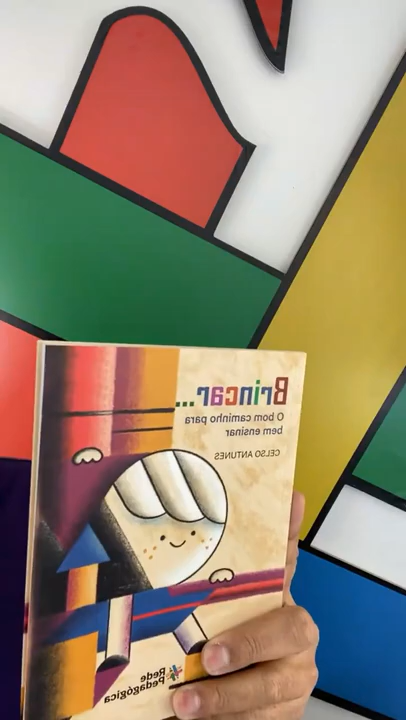 Brincar...
O bom caminho para
bem ensinar
CELSO ANTUNES
Rede
Pedagógica